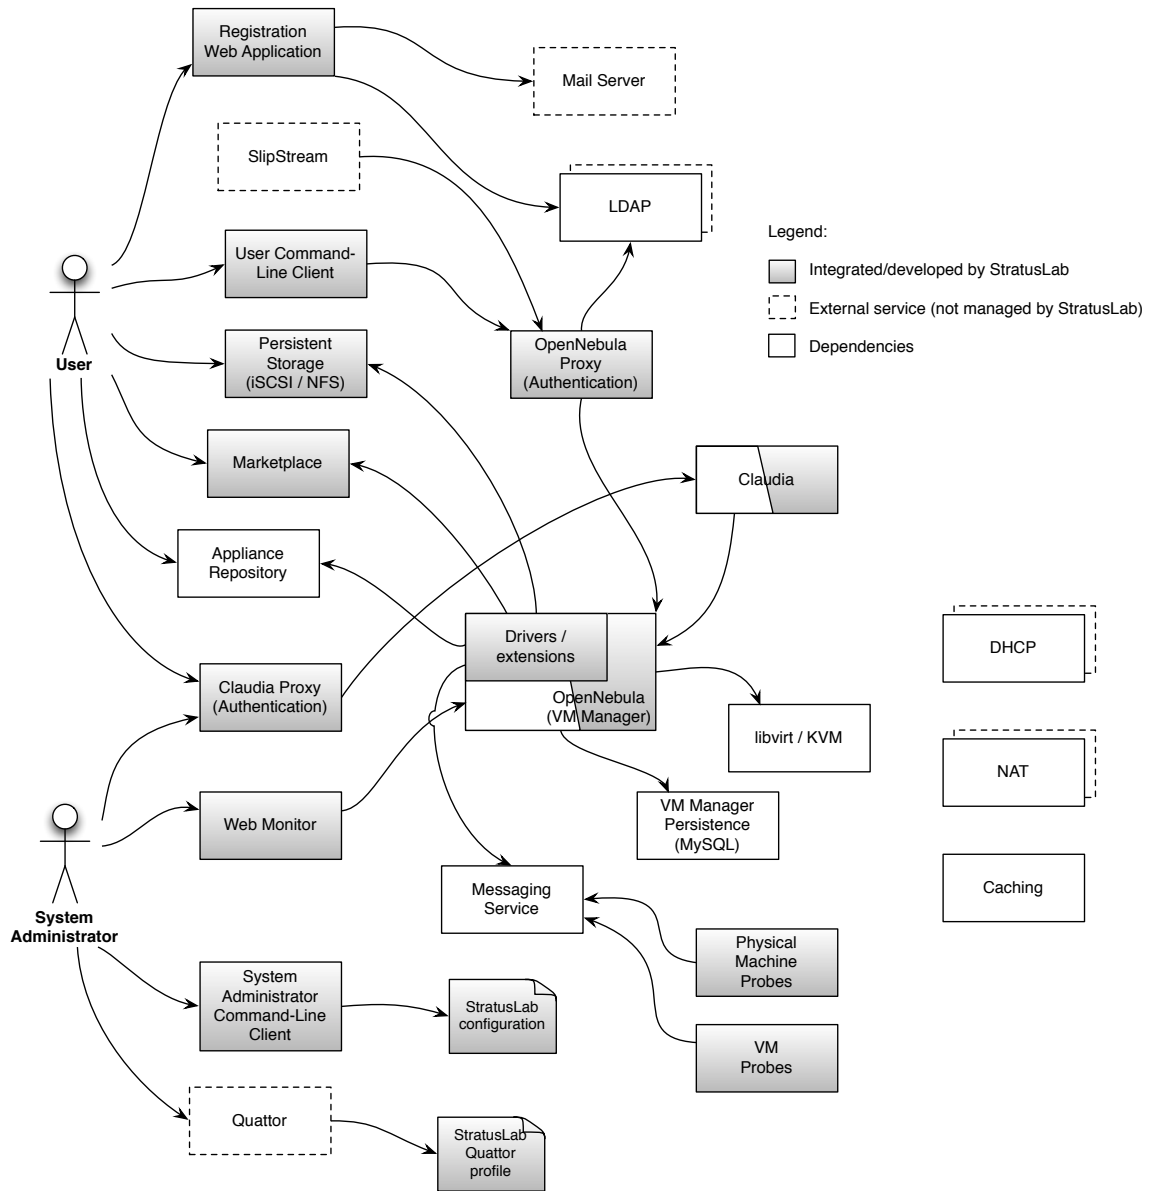 Registration
Web Application
Mail Server
SlipStream
LDAP
Legend:
Integrated/developed by StratusLab
External service (not managed by StratusLab)
Dependencies
User Command-
Line Client
User
Persistent
Storage
(iSCSI / NFS)
OpenNebula
Proxy
(Authentication)
Marketplace
Claudia
Appliance
Repository
Drivers /
extensions
OpenNebula
(VM Manager)
DHCP
Claudia Proxy
(Authentication)
libvirt / KVM
NAT
Web Monitor
VM Manager
Persistence
(MySQL)
Messaging
Service
Caching
System
Administrator
Physical
Machine
Probes
System
Administrator
Command-Line
Client
StratusLab
configuration
VM
Probes
Quattor
StratusLab
Quattor
profile